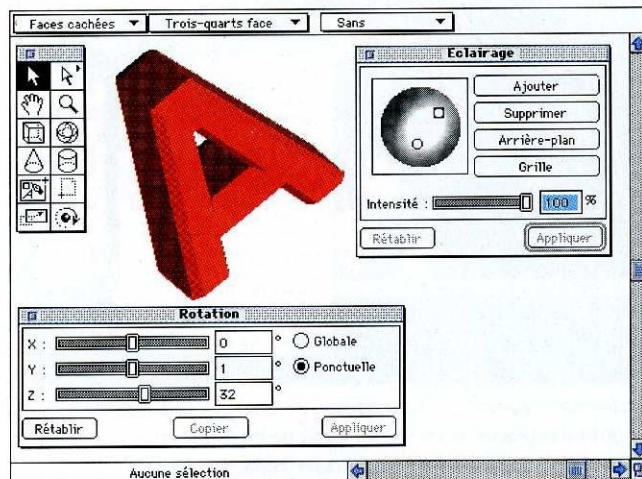 Faces cachées Trois-quarts face Sans
Eclairage
Ajouter
Supprimer
Arrière-plan
Grille
Intensité : 100 %
Rétablir Appliquer
Rotation
X : 0 ° Globale
Y : 1 ° Ponctuelle
Z : 32 °
Rétablir Copier Appliquer
Aucune sélection
A